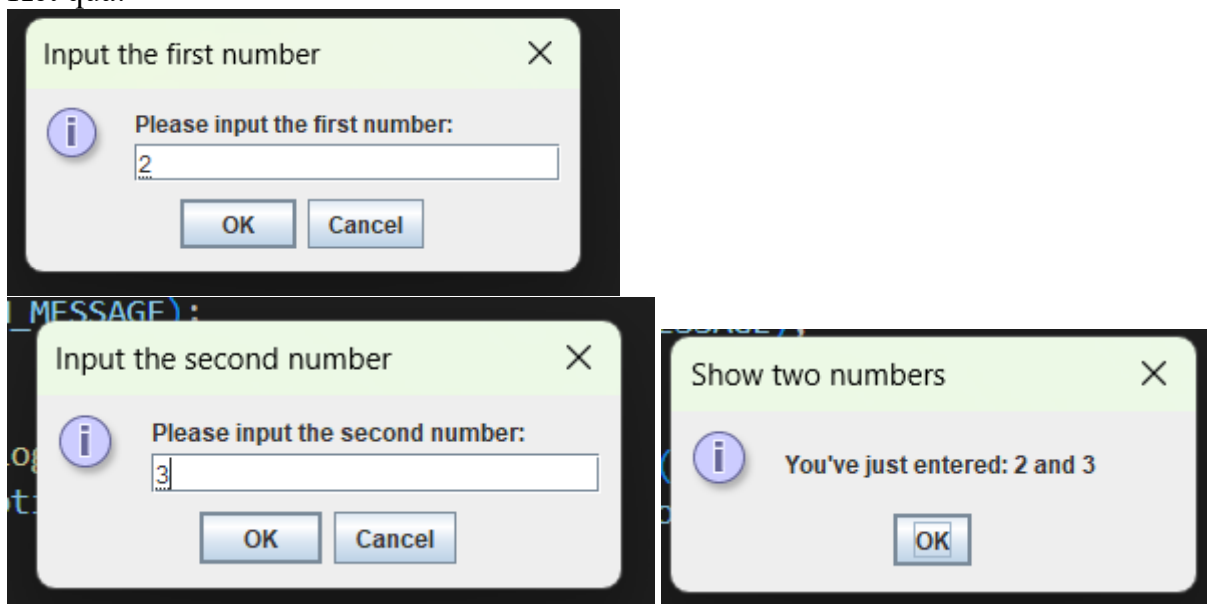 Input the first number
Please input the first number:
2
OK Cancel
_MESSAGE);
Input the second number
Please input the second number:
3
OK Cancel
Show two numbers
You've just entered: 2 and 3
OK